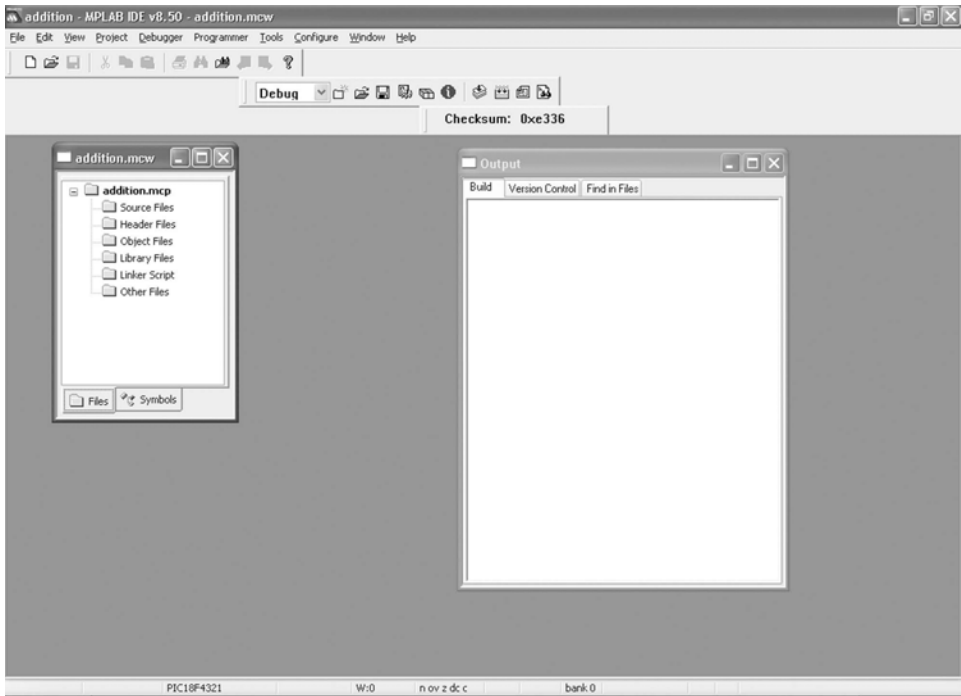 addition - MPLAB IDE v8.50 - addition.mcw
File Edit View Project Debugger Programmer Tools Configure Window Help
Debug
Checksum: 0xe336
addition.mcw
addition.mcp
Source Files
Header Files
Object Files
Library Files
Linker Script
Other Files
Files Symbols
Output
Build Version Control Find in Files
PIC18F4321 W:0 n ov z dc c bank 0